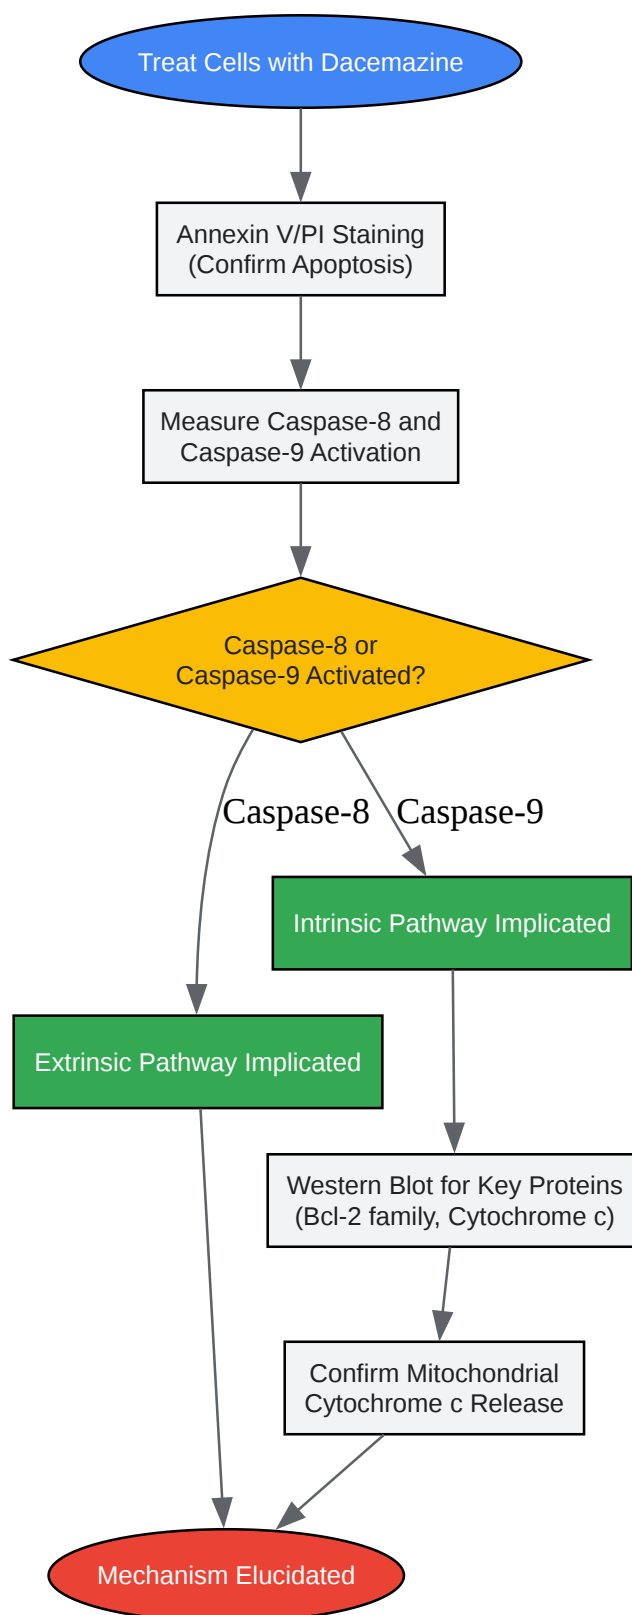 Treat Cells with Dacemazine
Annexin V/PI Staining
(Confirm Apoptosis)
Measure Caspase-8 and
Caspase-9 Activation
Caspase-8 or
Caspase-9 Activated?
Caspase-8
Caspase-9
Intrinsic Pathway Implicated
Extrinsic Pathway Implicated
Western Blot for Key Proteins
(Bcl-2 family, Cytochrome c)
Confirm Mitochondrial
Cytochrome c Release
Mechanism Elucidated